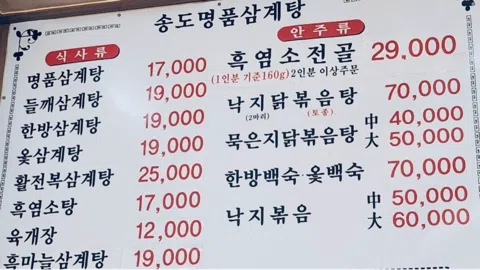 송도명품삼계탕
식사류
명품삼계탕 17,000
들깨삼계탕 19,000
한방삼계탕 19,000
옻삼계탕 19,000
활전복삼계탕 25,000
흑염소탕 17,000
육개장 12,000
흑마늘삼계탕 19,000
안주류
흑염소전골 29,000
(1인분 기준160g)2인분 이상주문
낙지닭볶음탕 70,000
(2마리) (토종)
묵은지닭볶음탕 中 40,000
大 50,000
한방백숙·옻백숙 70,000
낙지볶음 中 50,000
大 60,000